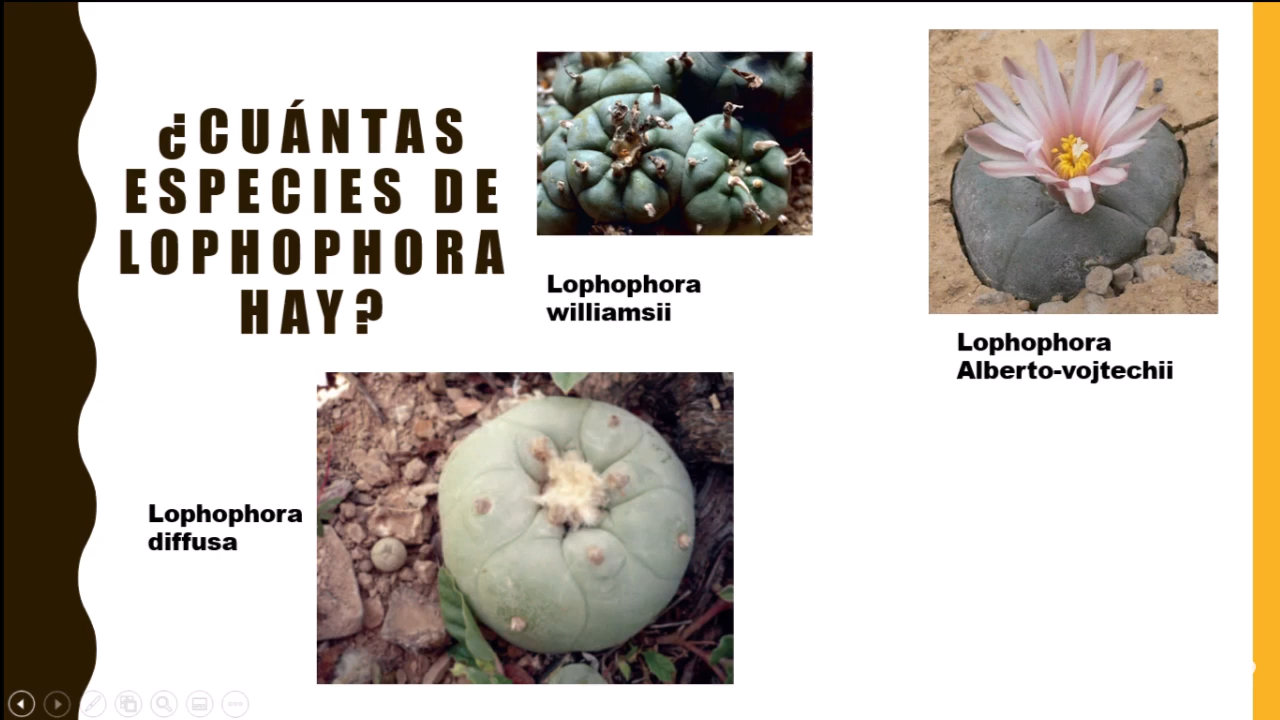 ¿CUÁNTAS
ESPECIES DE
LOPHOPHORA
HAY?
Lophophora
williamsii
Lophophora
Alberto-vojtechii
Lophophora
diffusa